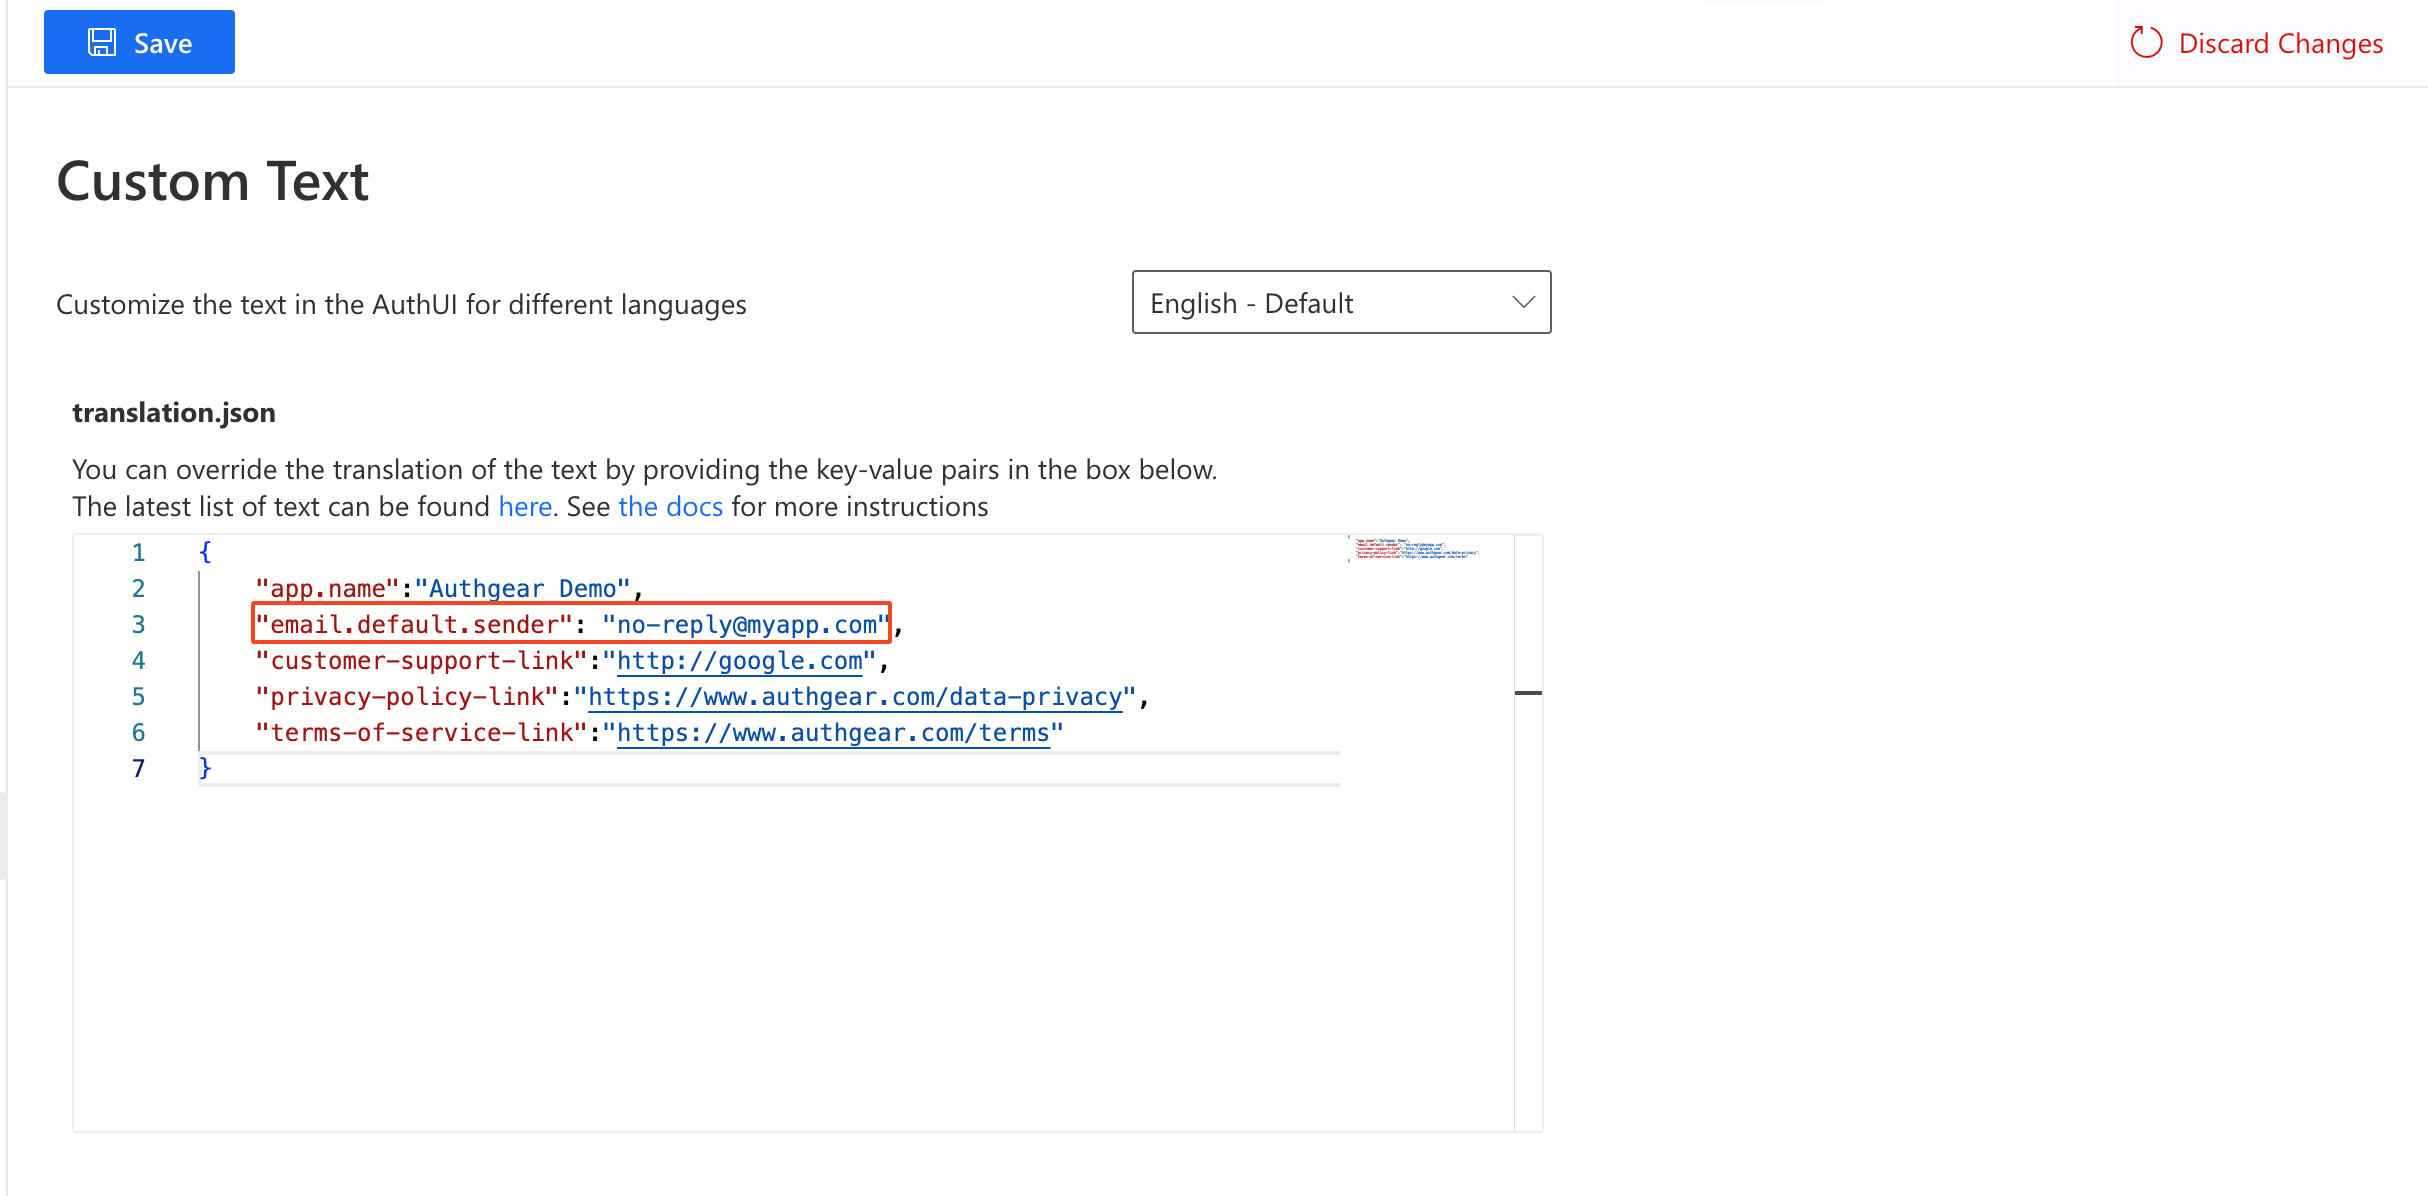 Save
Discard Changes
Custom Text
Customize the text in the AuthUI for different languages
English - Default
translation.json
You can override the translation of the text by providing the key-value pairs in the box below.
The latest list of text can be found here. See the docs for more instructions
1 {
2 "app.name":"Authgear Demo",
3 "email.default.sender": "no-reply@myapp.com",
4 "customer-support-link":"http://google.com",
5 "privacy-policy-link":"https://www.authgear.com/data-privacy",
6 "terms-of-service-link":"https://www.authgear.com/terms"
7 }